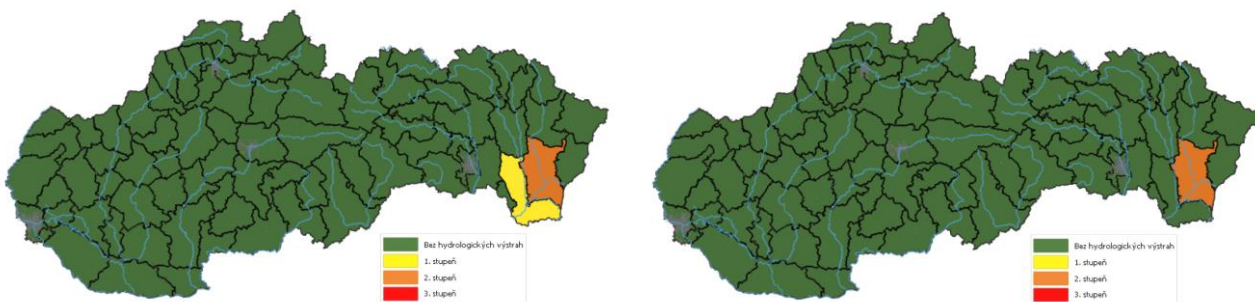 Bez hydrologických výstrah
1. stupeň
2. stupeň
3. stupeň
Bez hydrologických výstrah
1. stupeň
2. stupeň
3. stupeň